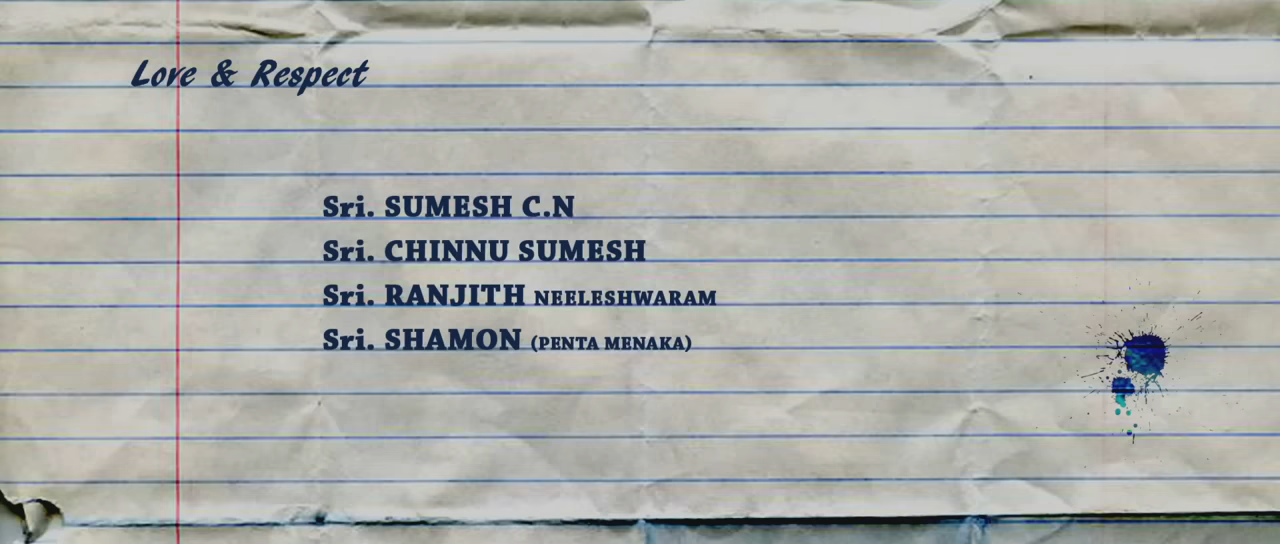 Love & Respect
Sri. SUMESH C.N
Sri. CHINNU SUMESH
Sri. RANJITH NEELESHWARAM
Sri. SHAMON (PENTA MENAKA)